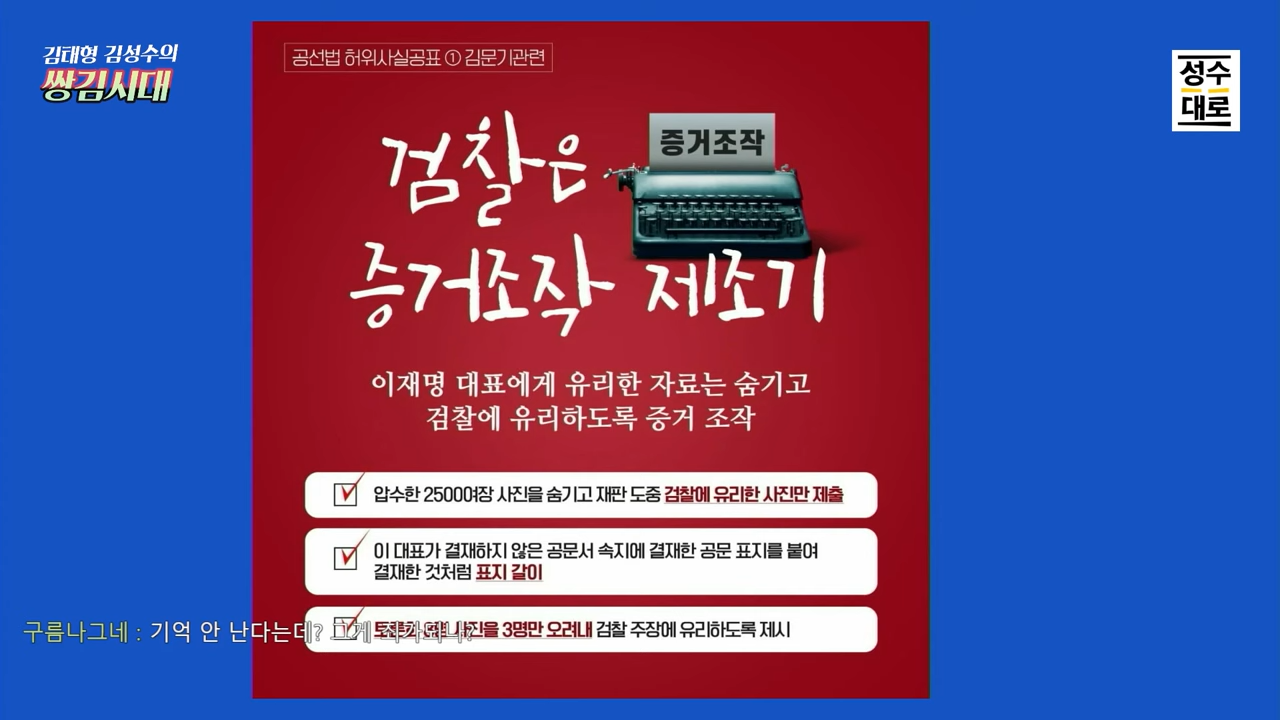 김태형 김성수의
쌍김시대
성수
대로
공선법 허위사실공표 ① 김문기관련
검찰은
증거조작
증거조작 제조기
이재명 대표에게 유리한 자료는 숨기고
검찰에 유리하도록 증거 조작
압수한 25000여장 사진을 숨기고 재판 도중 검찰에 유리한 사진만 제출
이 대표가 결재하지 않은 공문서 속지에 결재한 공문 표지를 붙여
결재한 것처럼 표지 갈이
사진을 3명만 오려내 검찰 주장에 유리하도록 제시
구름나그네 : 기억 안 난다는데?